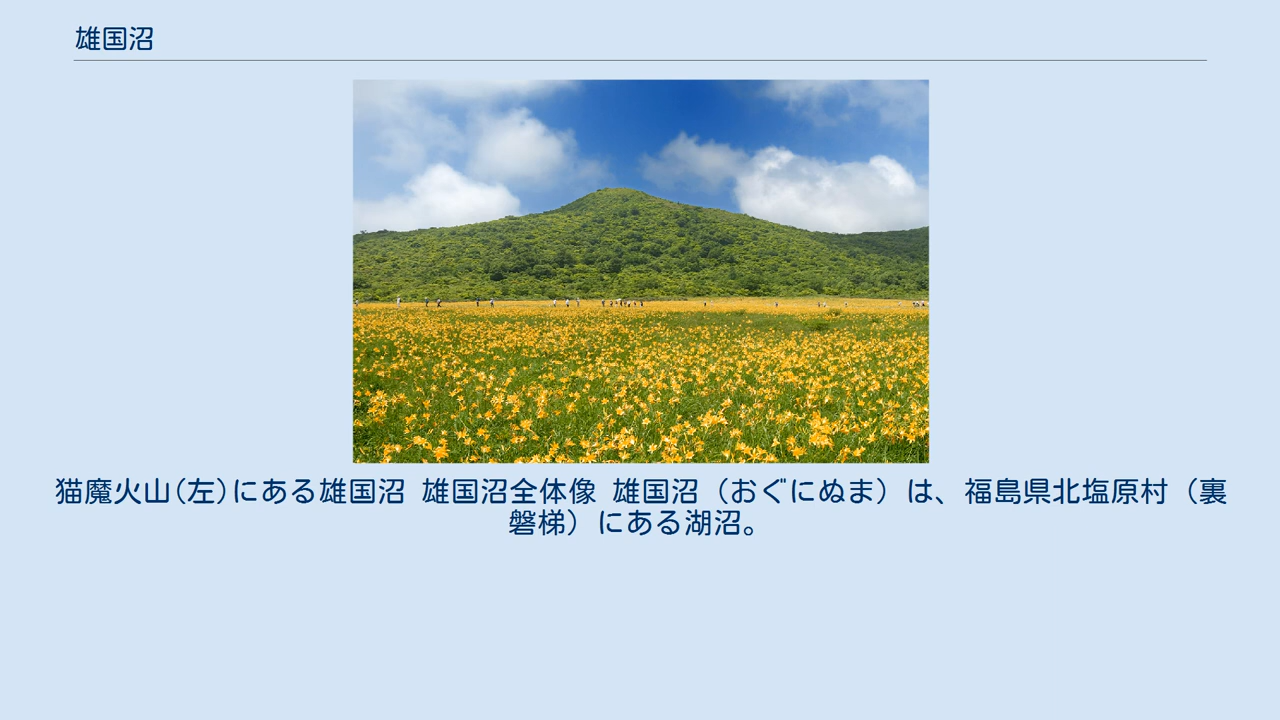 雄国沼
猫魔火山(左)にある雄国沼 雄国沼全体像 雄国沼（おぐにぬま）は、福島県北塩原村（裏
磐梯）にある湖沼。